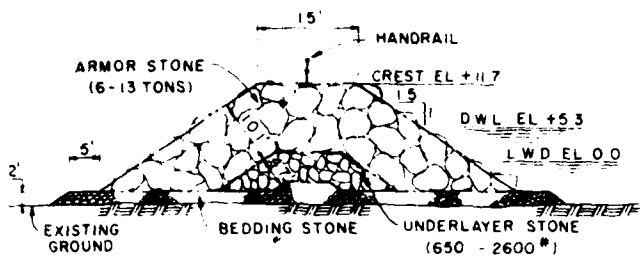 15'
HANDRAIL
ARMOR STONE
(6-13 TONS)
CREST EL +11.7
1.5
1
10'
DWL EL +5.3
5'
LWD EL 0.0
2'
EXISTING
GROUND
BEDDING STONE
UNDERLAYER STONE
(650 - 2600#)